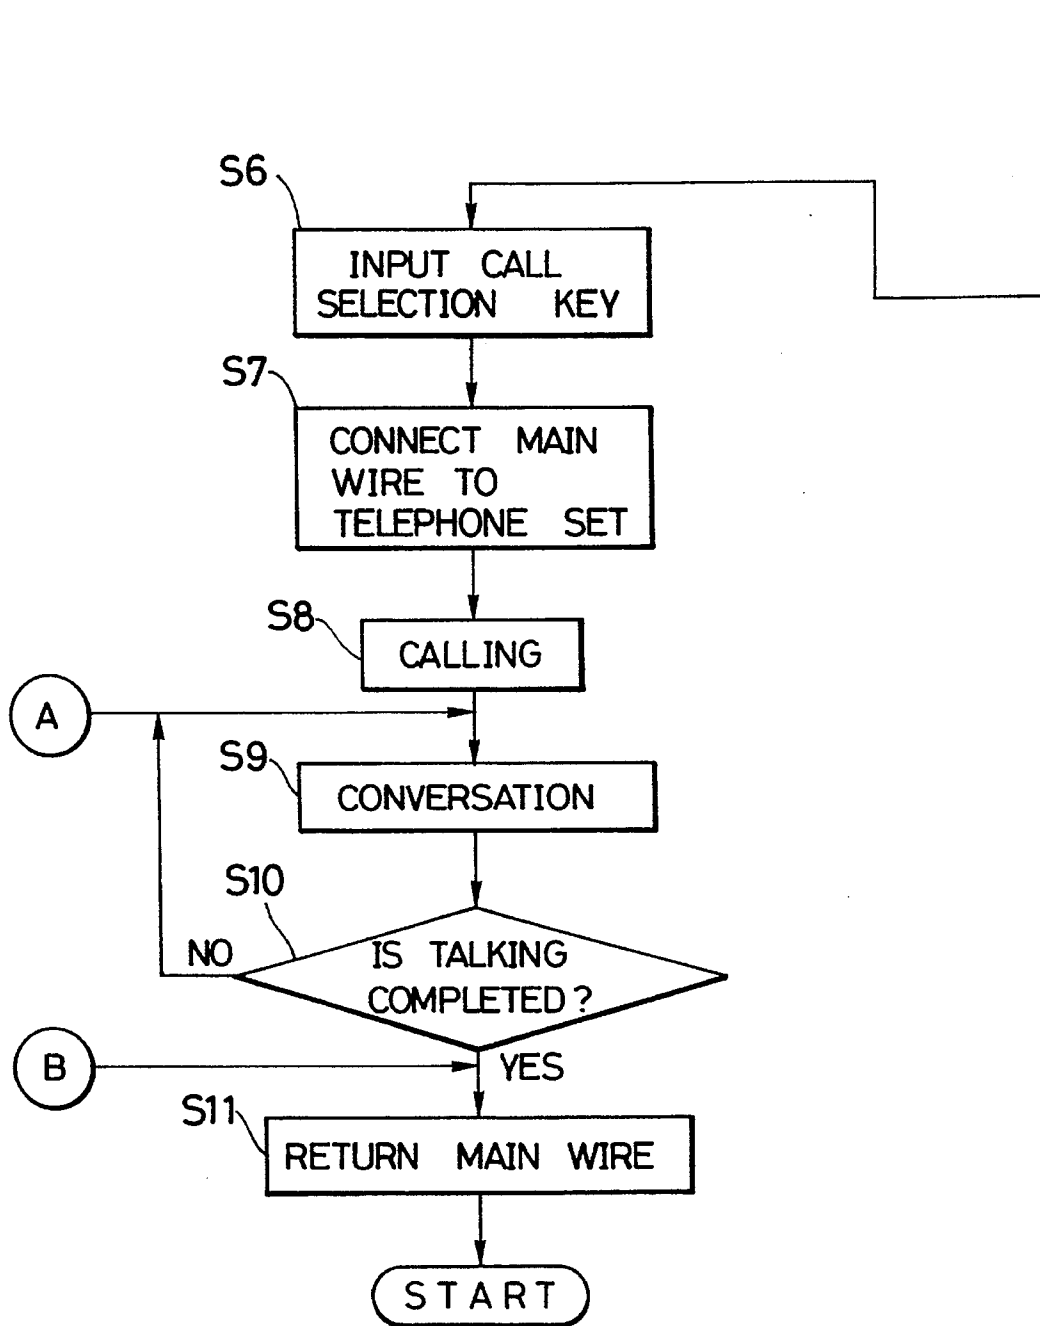 S6
INPUT CALL
SELECTION KEY
S7
CONNECT MAIN
WIRE TO
TELEPHONE SET
S8
CALLING
A
S9
CONVERSATION
S10
NO
IS TALKING
COMPLETED?
B
YES
S11
RETURN MAIN WIRE
START